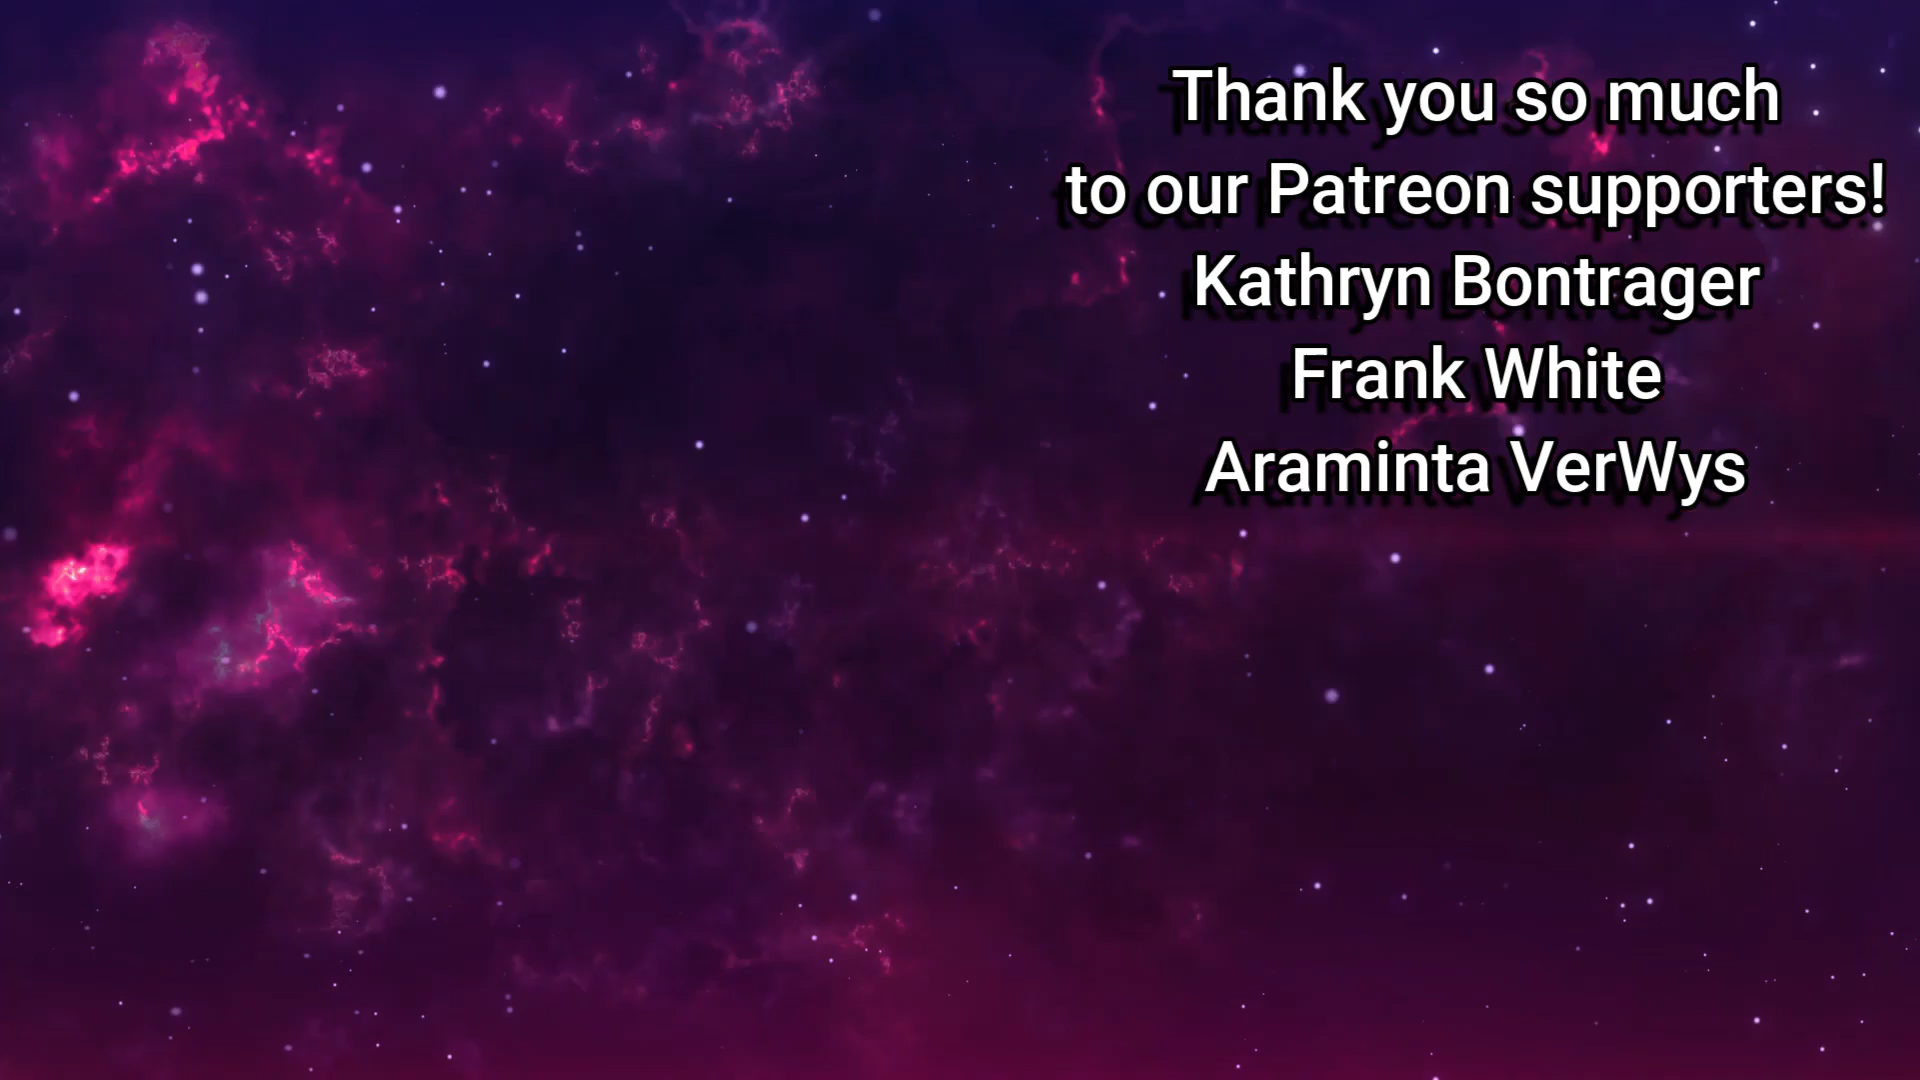 Thank you so much
to our Patreon supporters!
Kathryn Bontrager
Frank White
Araminta VerWys